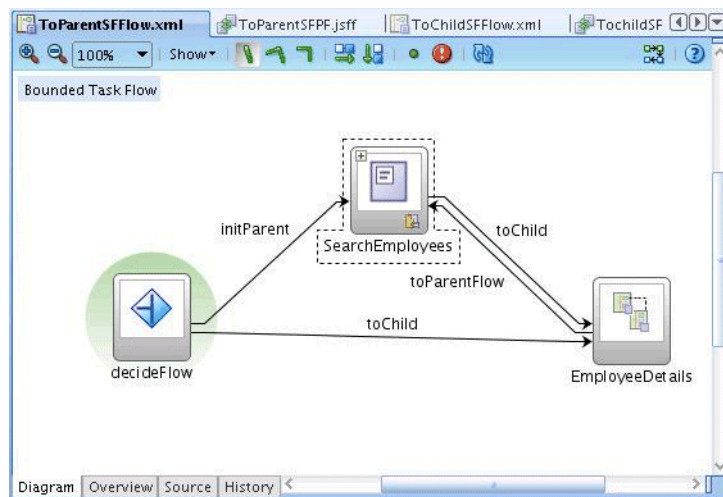 ToParentSFFlow.xml ToParentSFPF.jsff ToChildSFFlow.xml TochildSF
100% Show
Bounded Task Flow
initParent
SearchEmployees
toChild
toParentFlow
toChild
decideFlow
EmployeeDetails
Diagram Overview Source History